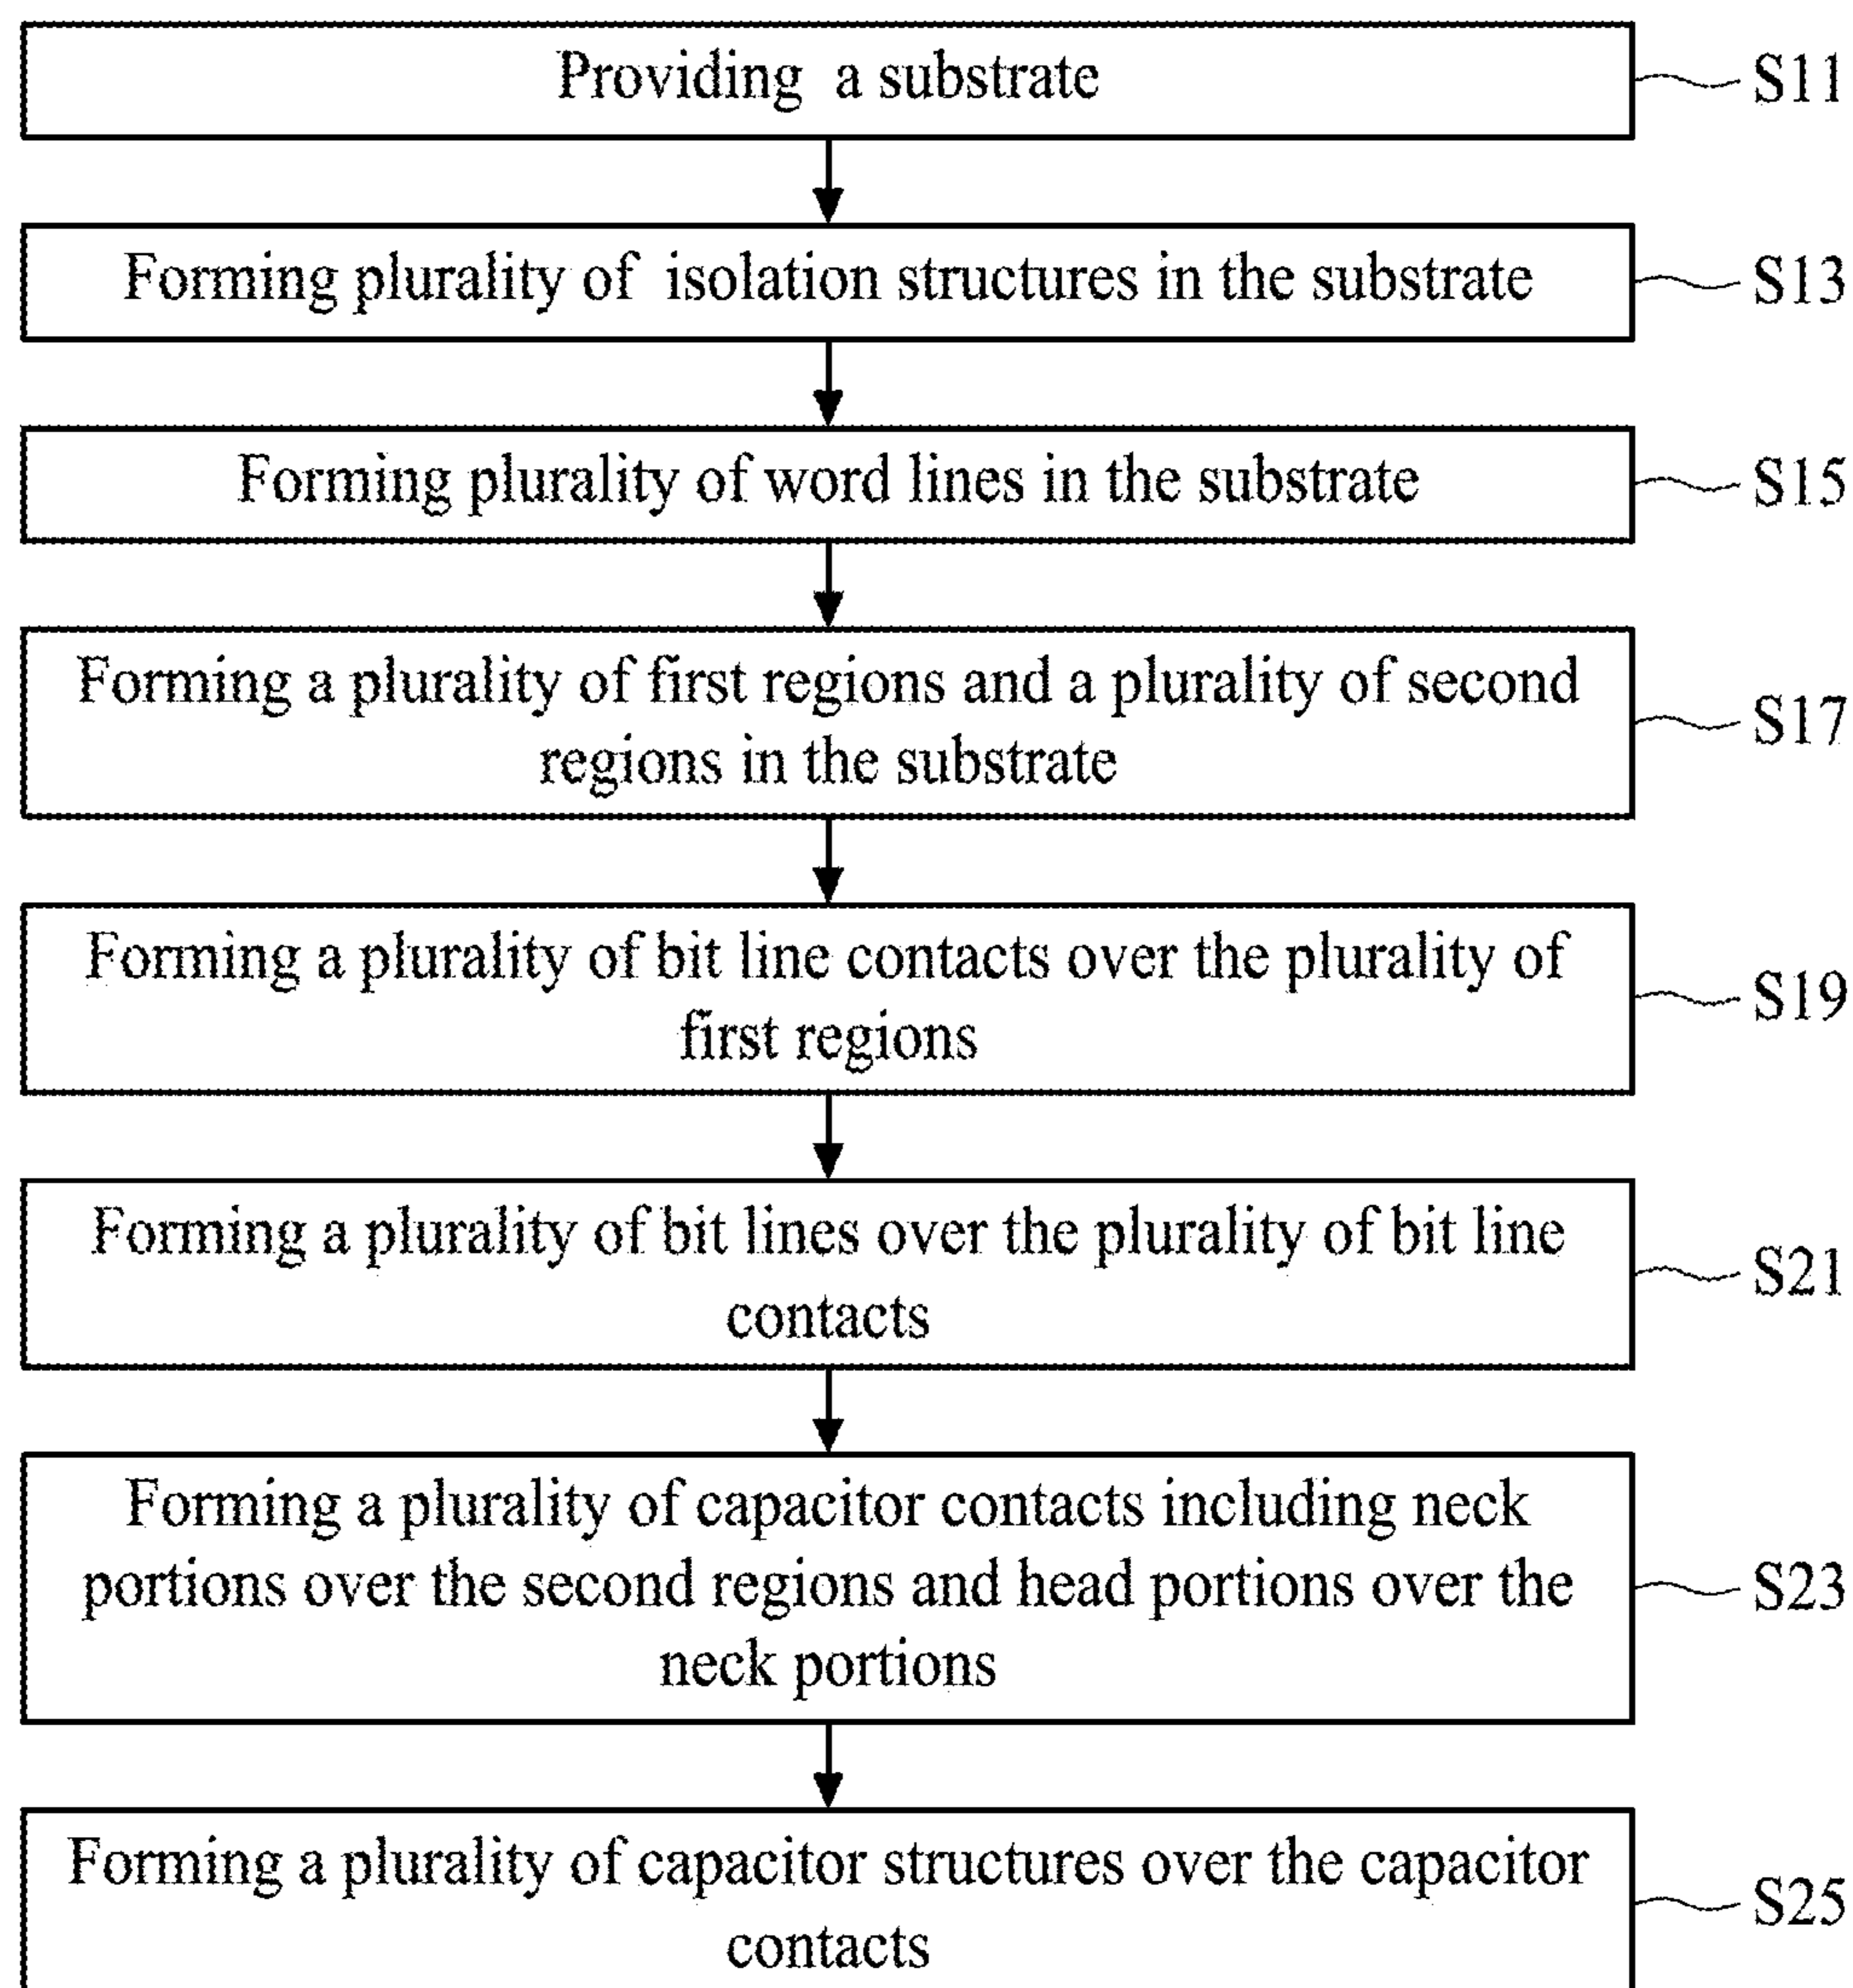 Providing a substrate
S11
Forming plurality of isolation structures in the substrate
S13
Forming plurality of word lines in the substrate
S15
Forming a plurality of first regions and a plurality of second
regions in the substrate
S17
Forming a plurality of bit line contacts over the plurality of
first regions
S19
Forming a plurality of bit lines over the plurality of bit line
contacts
S21
Forming a plurality of capacitor contacts including neck
portions over the second regions and head portions over the
neck portions
S23
Forming a plurality of capacitor structures over the capacitor
contacts
S25